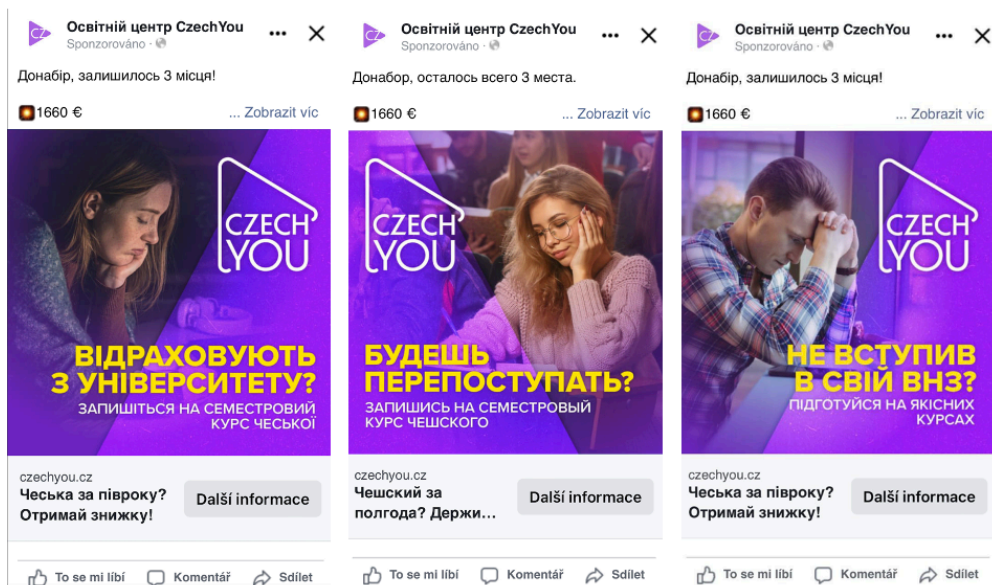 Освітній центр CzechYou
Sponzorováno
Донабір, залишилось 3 місця!
1660 €
... Zobrazit víc
CZECH
YOU
ВІДРАХОВУЮТЬ
З УНІВЕРСИТЕТУ?
ЗАПИШІТЬСЯ НА СЕМЕСТРОВИЙ
КУРС ЧЕСЬКОЇ
czechyou.cz
Чеська за півроку?
Отримай знижку!
Další informace
To se mi líbí
Komentář
Sdílet
Освітній центр CzechYou
Sponzorováno
Донабор, осталось всего 3 места.
1660 €
... Zobrazit víc
CZECH
YOU
БУДЕШЬ
ПЕРЕПОСТУПАТЬ?
ЗАПИШИСЬ НА СЕМЕСТРОВЫЙ
КУРС ЧЕШСКОГО
czechyou.cz
Чешский за
полгода? Держи...
Další informace
To se mi líbí
Komentář
Sdílet
Освітній центр CzechYou
Sponzorováno
Донабір, залишилось 3 місця!
1660 €
... Zobrazit víc
CZECH
YOU
НЕ ВСТУПИВ
В СВІЙ ВНЗ?
ПІДГОТУЙСЯ НА ЯКІСНИХ
КУРСАХ
czechyou.cz
Чеська за півроку?
Отримай знижку!
Další informace
To se mi líbí
Komentář
Sdílet